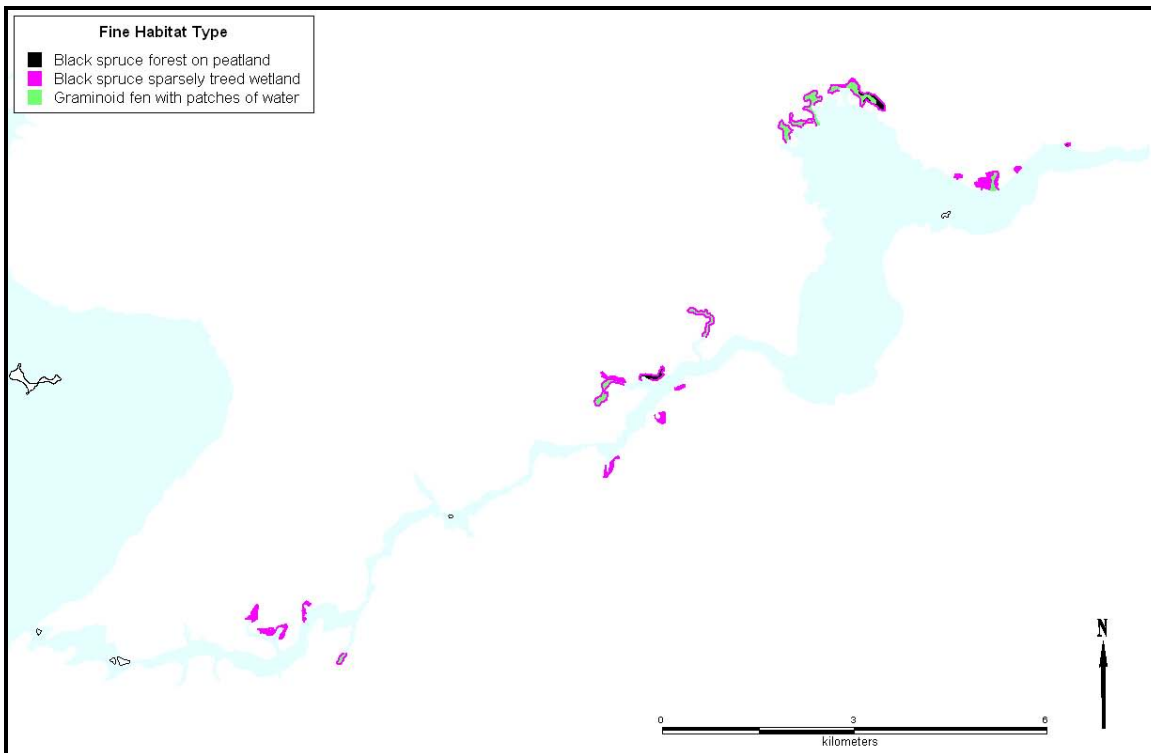 Fine Habitat Type
Black spruce forest on peatland
Black spruce sparsely treed wetland
Graminoid fen with patches of water
N
0 3 6
kilometers